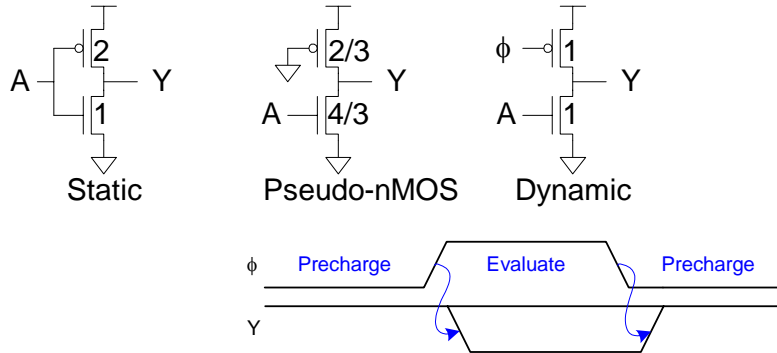 2
2/3
ϕ
1
A
Y
Y
Y
1
A
4/3
A
1
Static
Pseudo-nMOS
Dynamic
ϕ
Precharge
Evaluate
Precharge
Y